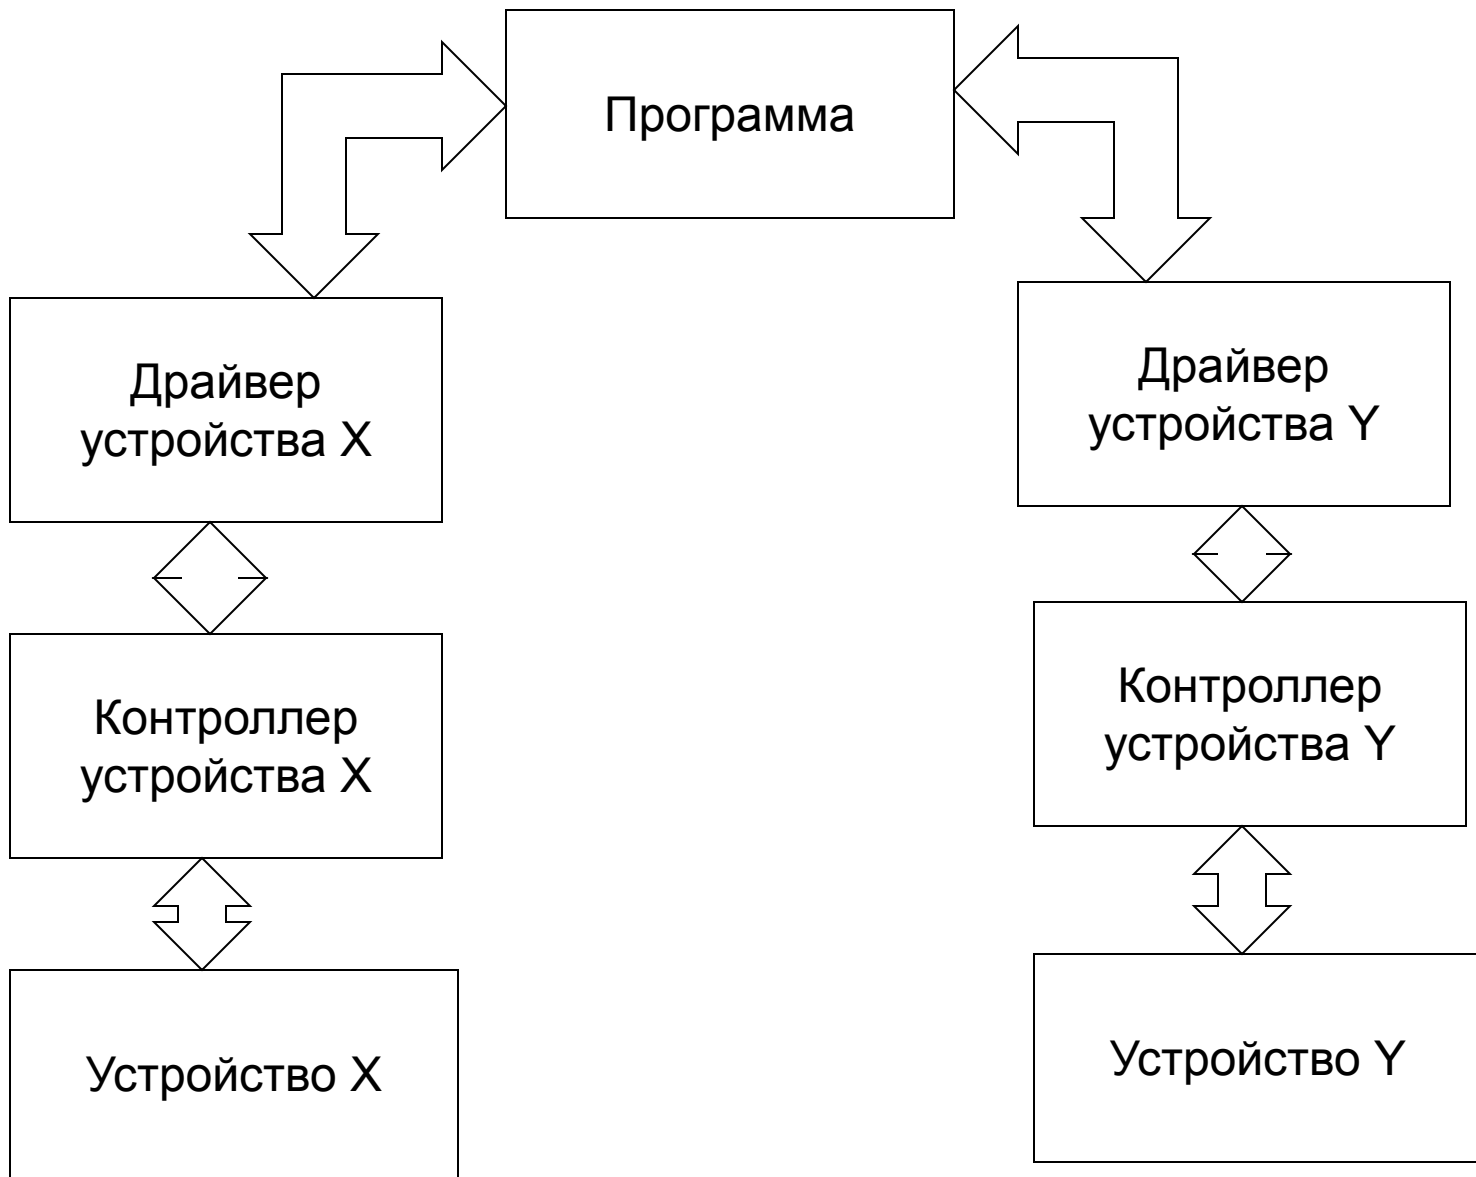 Программа
Драйвер
устройства X
Драйвер
устройства Y
Контроллер
устройства X
Контроллер
устройства Y
Устройство X
Устройство Y